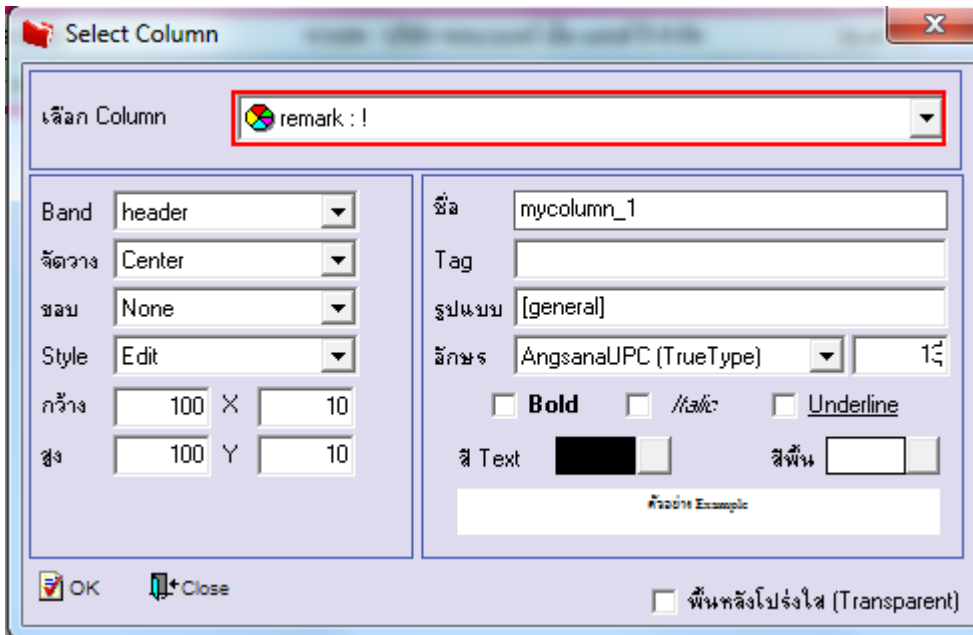 Select Column
เลือก Column remark : !
Band header
จัดวาง Center
ขอบ None
Style Edit
กว้าง 100 X 10
สูง 100 Y 10
ชื่อ mycolumn_1
Tag
รูปแบบ [general]
อักษร AngsanaUPC (TrueType)
Bold Italic Underline
สี Text สีพื้น
ตัวอย่าง Example
OK Close
พื้นหลังโปร่งใส (Transparent)